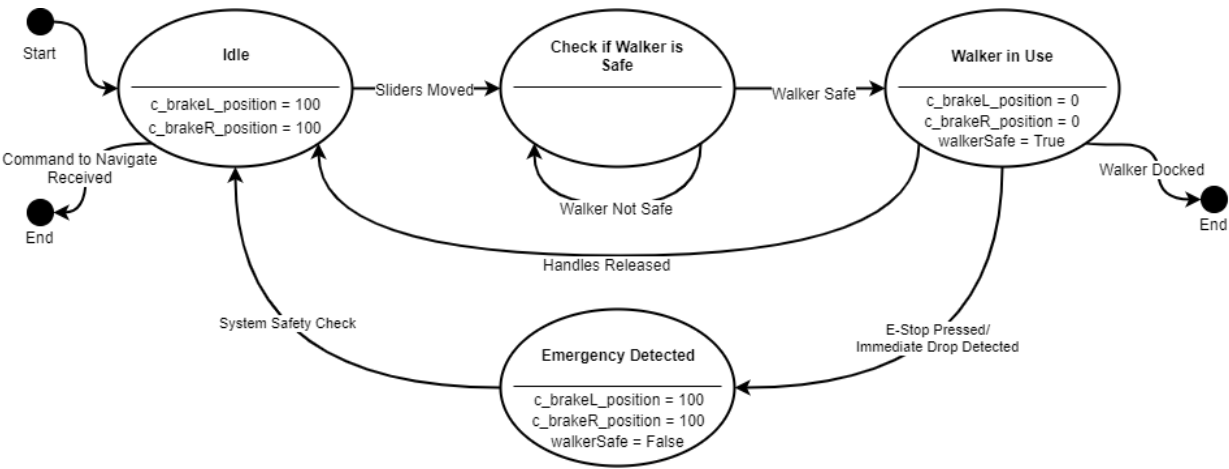 Start
Idle
c_brakeL_position = 100
c_brakeR_position = 100
Sliders Moved
Check if Walker is
Safe
Walker Safe
Walker in Use
c_brakeL_position = 0
c_brakeR_position = 0
walkerSafe = True
Command to Navigate
Received
End
Walker Not Safe
Walker Docked
End
Handles Released
System Safety Check
E-Stop Pressed/
Immediate Drop Detected
Emergency Detected
c_brakeL_position = 100
c_brakeR_position = 100
walkerSafe = False